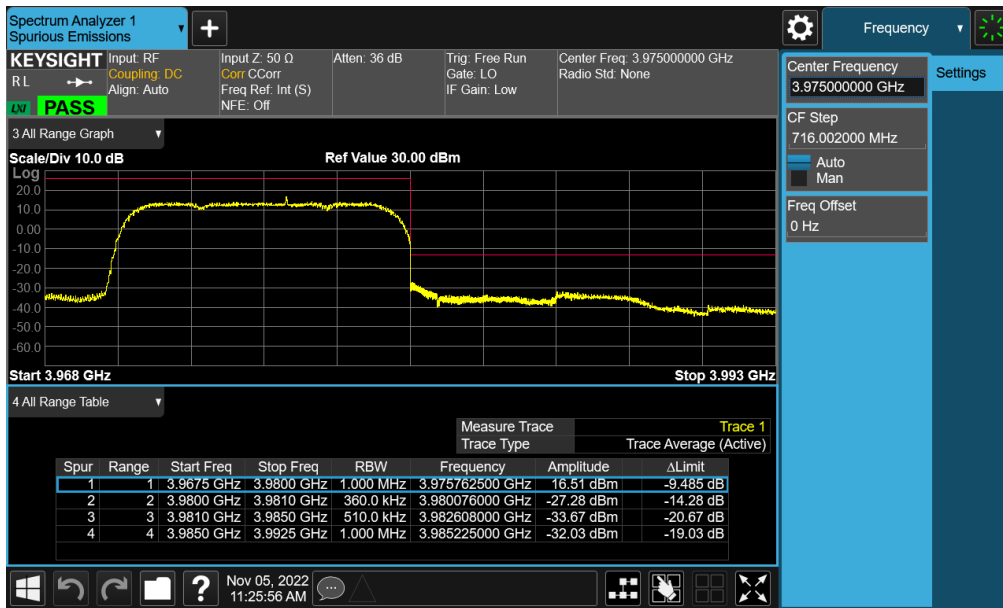 Spectrum Analyzer 1
Spurious Emissions
+
Frequency
KEYSIGHT
R L
LXI
PASS
Input: RF
Coupling: DC
Align: Auto
Input Z: 50 Ω
Corr CCorr
Freq Ref: Int (S)
NFE: Off
Atten: 36 dB
Trig: Free Run
Gate: LO
IF Gain: Low
Center Freq: 3.975000000 GHz
Radio Std: None
Center Frequency
3.975000000 GHz
Settings
CF Step
716.002000 MHz
Auto
Man
Freq Offset
0 Hz
3 All Range Graph
Scale/Div 10.0 dB
Ref Value 30.00 dBm
Log
20.0
10.0
0.00
-10.0
-20.0
-30.0
-40.0
-50.0
-60.0
Start 3.968 GHz
Stop 3.993 GHz
4 All Range Table
Measure Trace Trace 1
Trace Type Trace Average (Active)
Spur Range Start Freq Stop Freq RBW Frequency Amplitude ΔLimit
1 1 3.9675 GHz 3.9800 GHz 1.000 MHz 3.975762500 GHz 16.51 dBm -9.485 dB
2 2 3.9800 GHz 3.9810 GHz 360.0 kHz 3.980076000 GHz -27.28 dBm -14.28 dB
3 3 3.9810 GHz 3.9850 GHz 510.0 kHz 3.982608000 GHz -33.67 dBm -20.67 dB
4 4 3.9850 GHz 3.9925 GHz 1.000 MHz 3.985225000 GHz -32.03 dBm -19.03 dB
?
Nov 05, 2022
11:25:56 AM